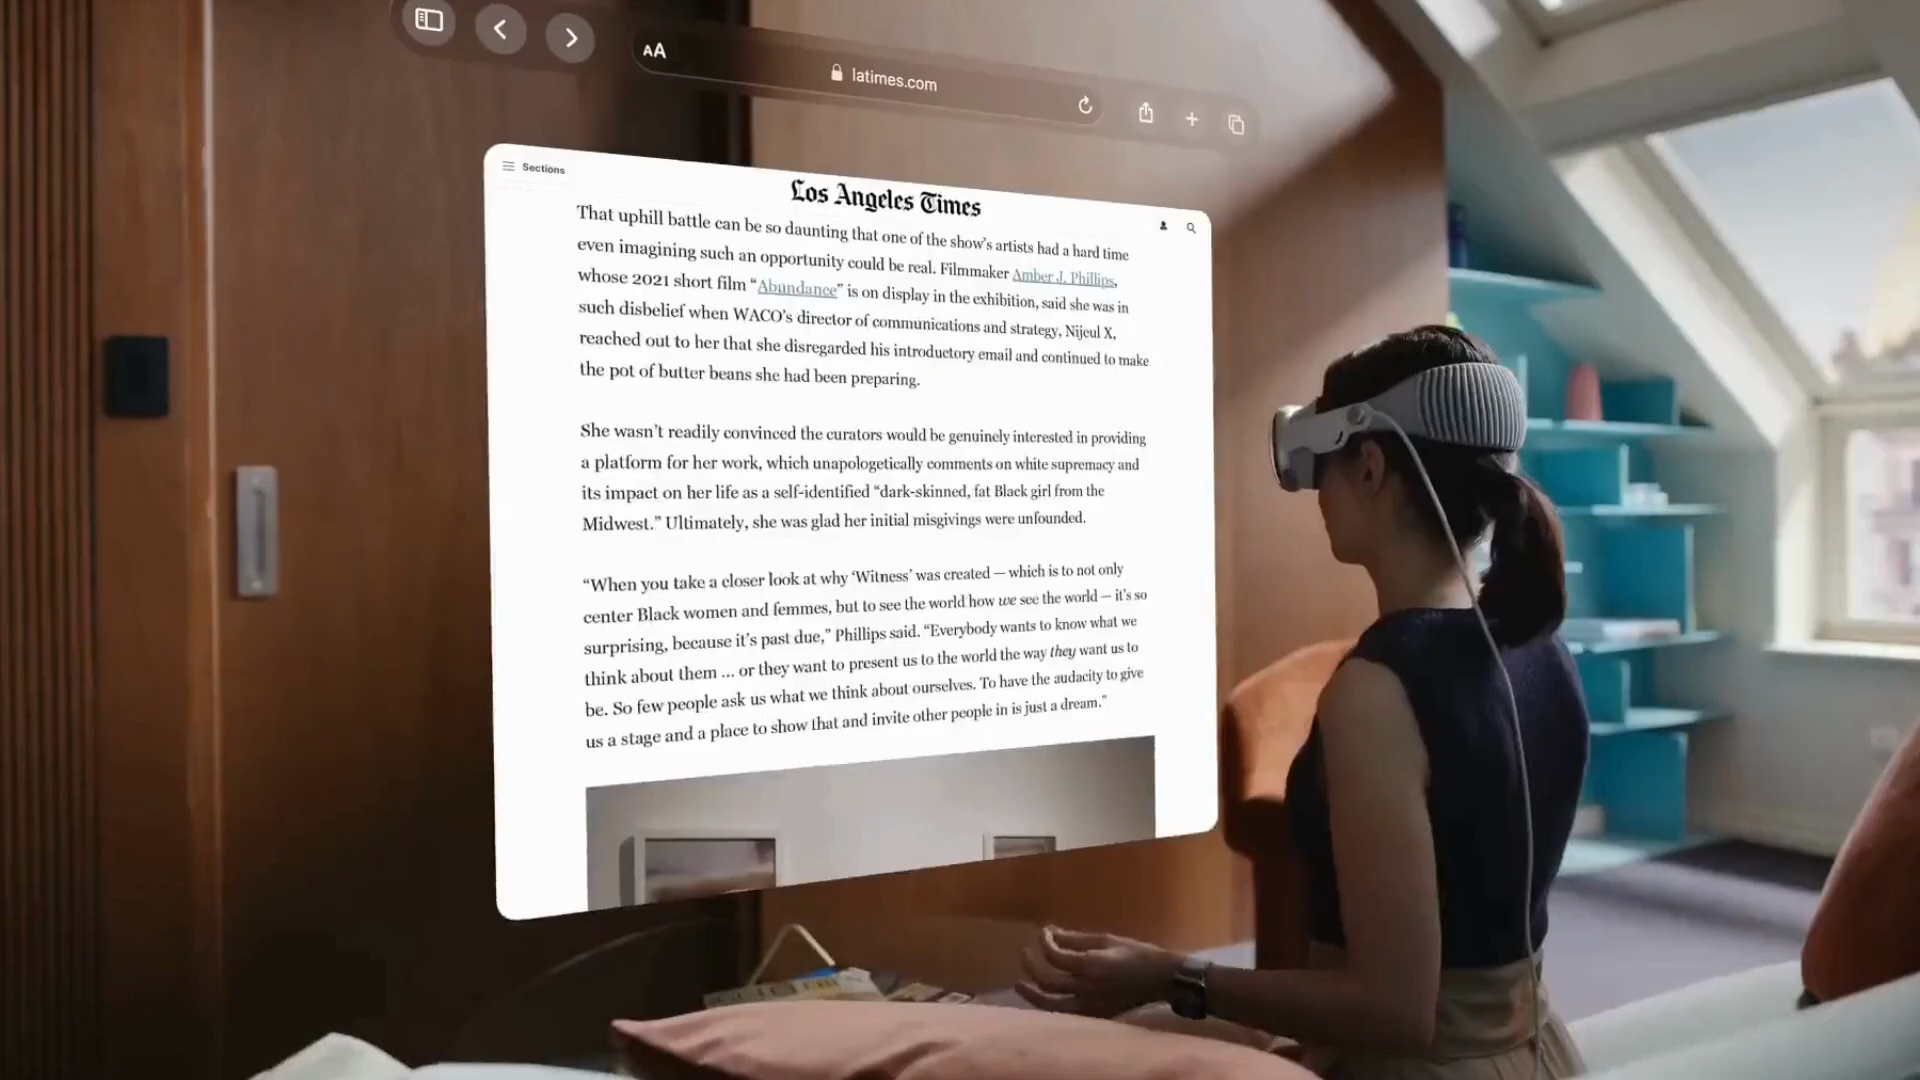 AA
latimes.com
Sections
Los Angeles Times
That uphill battle can be so daunting that one of the show's artists had a hard time
even imagining such an opportunity could be real. Filmmaker Amber J. Phillips,
whose 2021 short film “Abundance” is on display in the exhibition, said she was in
such disbelief when WACO's director of communications and strategy, Nijeul X,
reached out to her that she disregarded his introductory email and continued to make
the pot of butter beans she had been preparing.
She wasn't readily convinced the curators would be genuinely interested in providing
a platform for her work, which unapologetically comments on white supremacy and
its impact on her life as a self-identified “dark-skinned, fat Black girl from the
Midwest.” Ultimately, she was glad her initial misgivings were unfounded.
“When you take a closer look at why ‘Witness’ was created — which is to not only
center Black women and femmes, but to see the world how we see the world — it's so
surprising, because it's past due,” Phillips said. “Everybody wants to know what we
think about them ... or they want to present us to the world the way they want us to
be. So few people ask us what we think about ourselves. To have the audacity to give
us a stage and a place to show that and invite other people in is just a dream.”